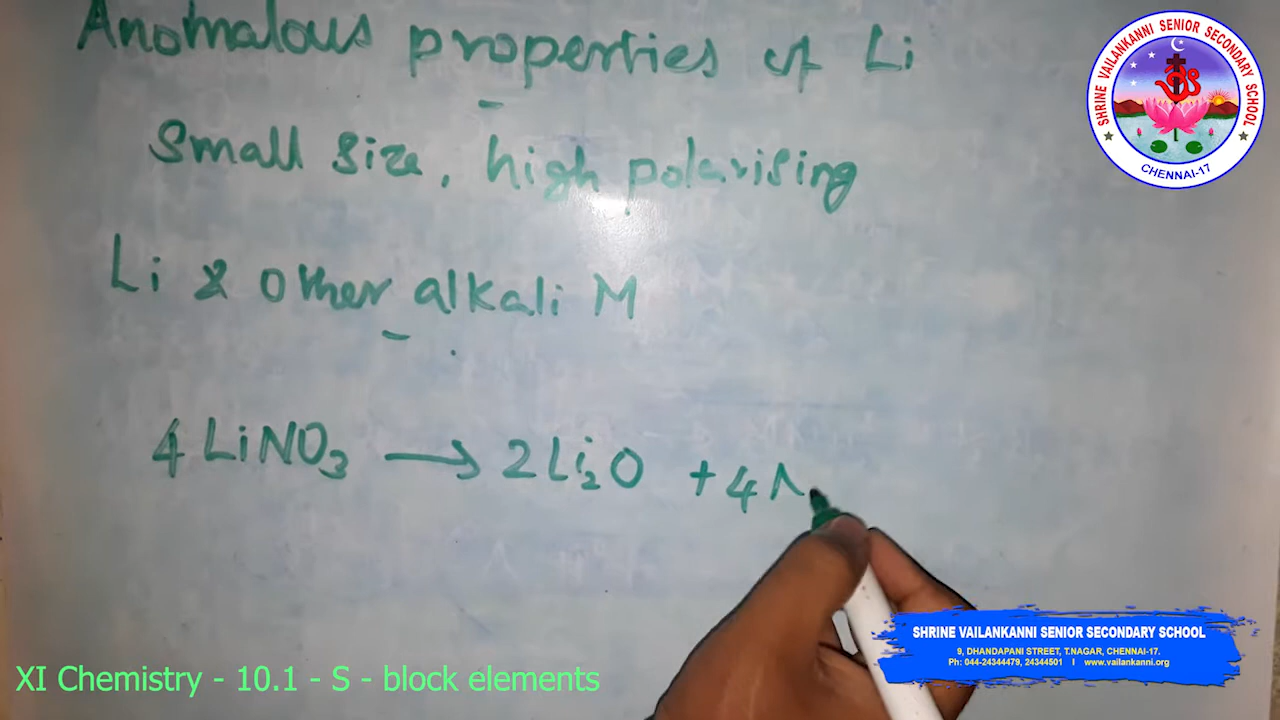 Anomalous properties of Li
Small size, high polarising
Li & other alkali M
4 LiNO₃ → 2Li₂O + 4 N
SHRINE VAILANKANNI SENIOR SECONDARY SCHOOL
CHENNAI-17
SHRINE VAILANKANNI SENIOR SECONDARY SCHOOL
9, DHANDAPANI STREET, T.NAGAR, CHENNAI-17.
Ph: 044-24344479, 24344501 I www.vailankanni.org
XI Chemistry - 10.1 - S - block elements